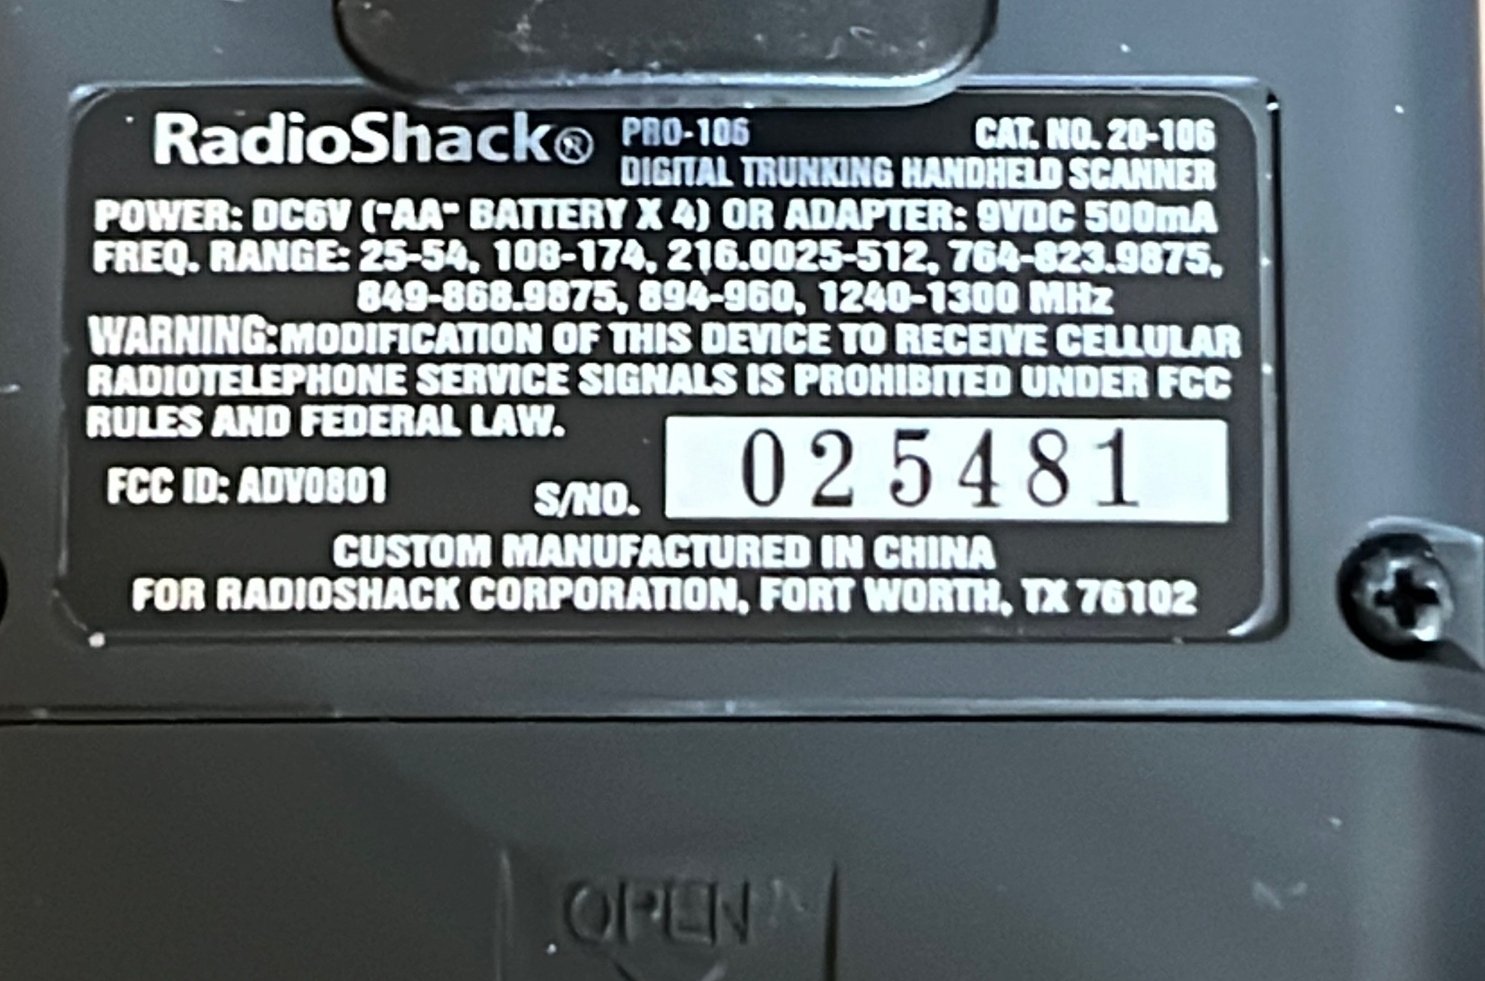 RadioShack® PRO-106 CAT. NO. 20-106
DIGITAL TRUNKING HANDHELD SCANNER
POWER: DC6V ("AA" BATTERY X 4) OR ADAPTER: 9VDC 500mA
FREQ. RANGE: 25-54, 108-174, 216.0025-512, 764-823.9875,
849-868.9875, 894-960, 1240-1300 MHz
WARNING:MODIFICATION OF THIS DEVICE TO RECEIVE CELLULAR
RADIOTELEPHONE SERVICE SIGNALS IS PROHIBITED UNDER FCC
RULES AND FEDERAL LAW.
FCC ID: ADV0801 S/NO. 025481
CUSTOM MANUFACTURED IN CHINA
FOR RADIOSHACK CORPORATION, FORT WORTH, TX 76102
OPEN